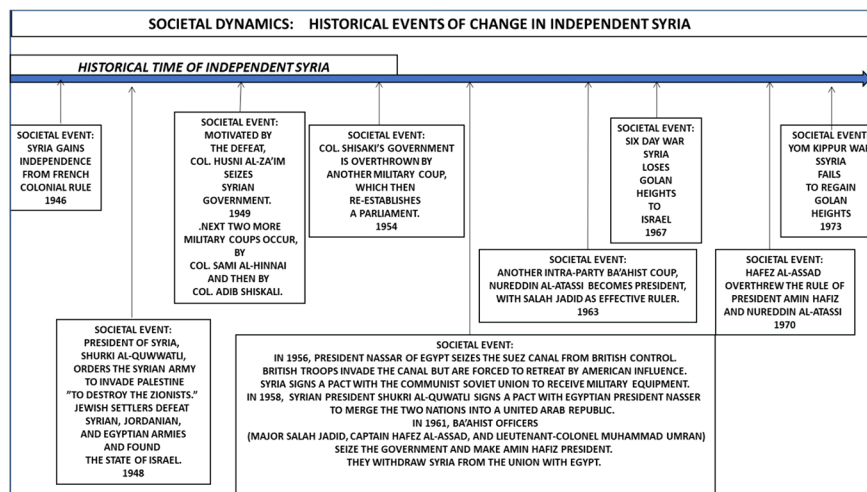 SOCIETAL DYNAMICS: HISTORICAL EVENTS OF CHANGE IN INDEPENDENT SYRIA
HISTORICAL TIME OF INDEPENDENT SYRIA
SOCIETAL EVENT:
SYRIA GAINS
INDEPENDENCE
FROM FRENCH
COLONIAL RULE
1946
SOCIETAL EVENT:
PRESIDENT OF SYRIA,
SHURKI AL-QUWWATLI,
ORDERS THE SYRIAN ARMY
TO INVADE PALESTINE
"TO DESTROY THE ZIONISTS."
JEWISH SETTLERS DEFEAT
SYRIAN, JORDANIAN,
AND EGYPTIAN ARMIES
AND FOUND
THE STATE OF ISRAEL.
1948
SOCIETAL EVENT:
MOTIVATED BY
THE DEFEAT,
COL. HUSNI AL-ZA'IM
SEIZES
SYRIAN
GOVERNMENT.
1949
.NEXT TWO MORE
MILITARY COUPS OCCUR,
BY
COL. SAMI AL-HINNAI
AND THEN BY
COL. ADIB SHISKALI.
SOCIETAL EVENT:
COL. SHISAKI'S GOVERNMENT
IS OVERTHROWN BY
ANOTHER MILITARY COUP,
WHICH THEN
RE-ESTABLISHES
A PARLIAMENT.
1954
SOCIETAL EVENT:
IN 1956, PRESIDENT NASSAR OF EGYPT SEIZES THE SUEZ CANAL FROM BRITISH CONTROL.
BRITISH TROOPS INVADE THE CANAL BUT ARE FORCED TO RETREAT BY AMERICAN INFLUENCE.
SYRIA SIGNS A PACT WITH THE COMMUNIST SOVIET UNION TO RECEIVE MILITARY EQUIPMENT.
IN 1958, SYRIAN PRESIDENT SHUKRI AL-QUWATLI SIGNS A PACT WITH EGYPTIAN PRESIDENT NASSER
TO MERGE THE TWO NATIONS INTO A UNITED ARAB REPUBLIC.
IN 1961, BA'AHIST OFFICERS
(MAJOR SALAH JADID, CAPTAIN HAFEZ AL-ASSAD, AND LIEUTENANT-COLONEL MUHAMMAD UMRAN)
SEIZE THE GOVERNMENT AND MAKE AMIN HAFIZ PRESIDENT.
THEY WITHDRAW SYRIA FROM THE UNION WITH EGYPT.
SOCIETAL EVENT:
ANOTHER INTRA-PARTY BA'AHIST COUP,
NUREDDIN AL-ATASSI BECOMES PRESIDENT,
WITH SALAH JADID AS EFFECTIVE RULER.
1963
SOCIETAL EVENT:
SIX DAY WAR
SYRIA
LOSES
GOLAN
HEIGHTS
TO
ISRAEL
1967
SOCIETAL EVENT:
HAFEZ AL-ASSAD
OVERTHREW THE RULE OF
PRESIDENT AMIN HAFIZ
AND NUREDDIN AL-ATASSI
1970
SOCIETAL EVENT:
YOM KIPPUR WAR
SSYRIA
FAILS
TO REGAIN
GOLAN
HEIGHTS
1973